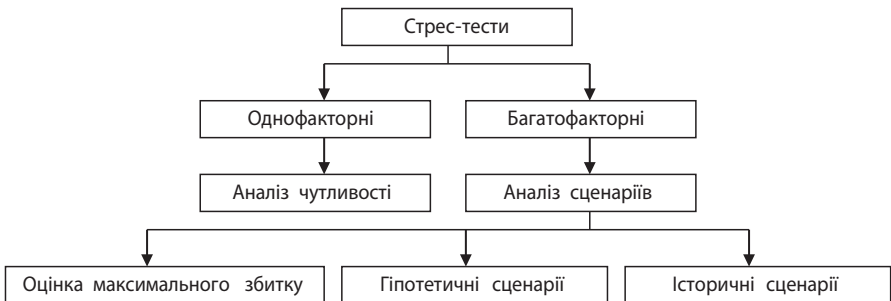 Стрес-тести
Однофакторні
Багатофакторні
Аналіз чутливості
Аналіз сценаріїв
Оцінка максимального збитку
Гіпотетичні сценарії
Історичні сценарії